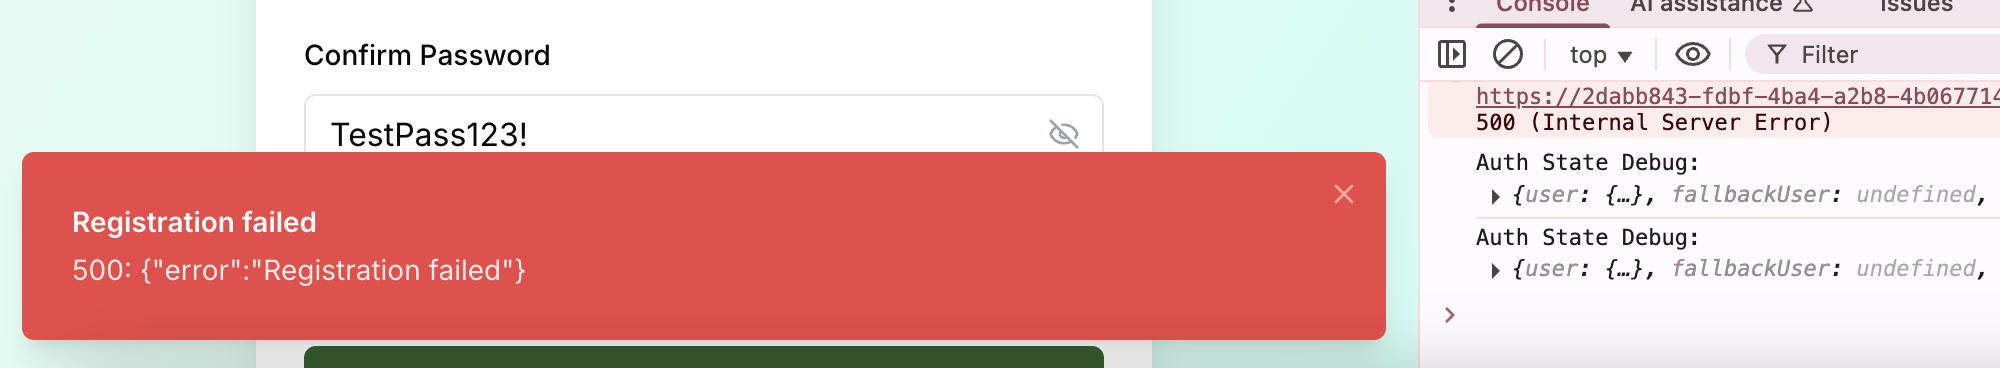 Confirm Password
TestPass123!
Registration failed
500: {"error":"Registration failed"}
Console AI assistance Issues
top Filter
https://2dabb843-fdbf-4ba4-a2b8-4b067714
500 (Internal Server Error)
Auth State Debug:
{user: {…}, fallbackUser: undefined,
Auth State Debug:
{user: {…}, fallbackUser: undefined,